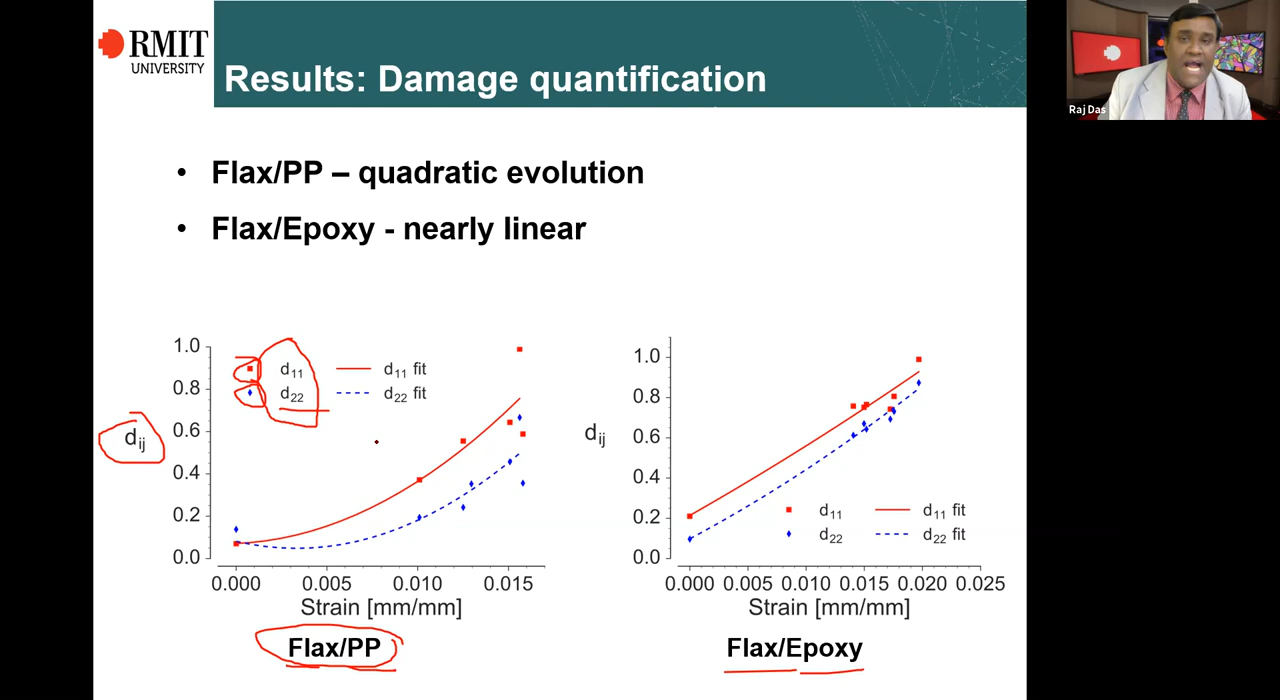 RMIT
UNIVERSITY
Results: Damage quantification
Raj Das
• Flax/PP – quadratic evolution
• Flax/Epoxy - nearly linear
1.0
0.8
0.6
0.4
0.2
0.0
dij
d11
d22
d11 fit
d22 fit
0.000 0.005 0.010 0.015
Strain [mm/mm]
Flax/PP
1.0
0.8
0.6
0.4
0.2
0.0
dij
d11
d22
d11 fit
d22 fit
0.000 0.005 0.010 0.015 0.020 0.025
Strain [mm/mm]
Flax/Epoxy